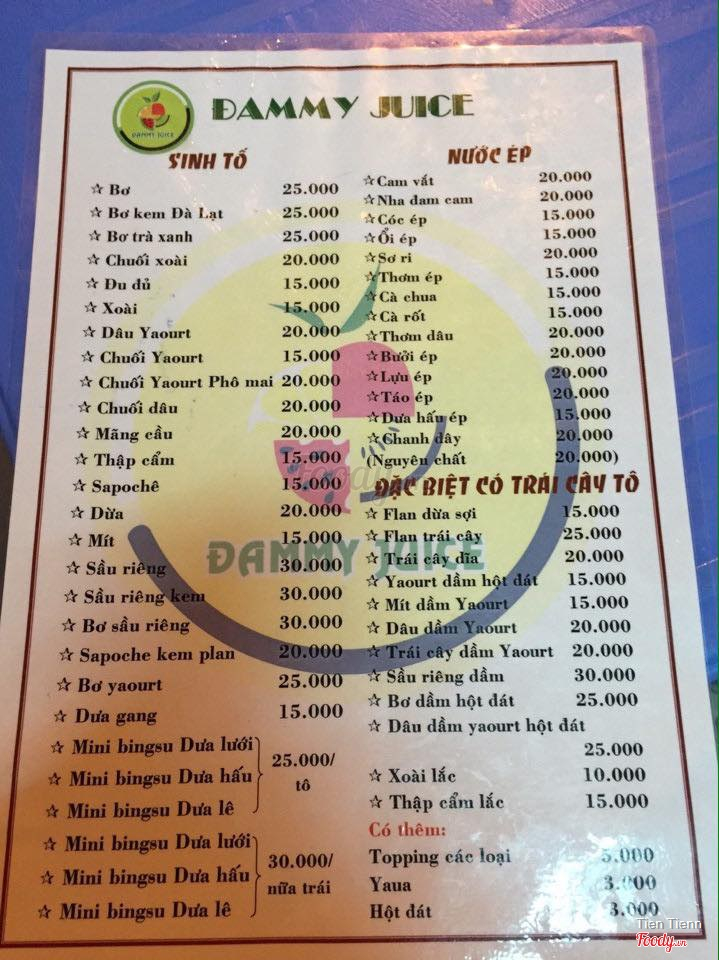 DAMMY JUICE
ĐAMMY JUICE
SINH TỐ
☆ Bơ 25.000
☆ Bơ kem Đà Lạt 25.000
☆ Bơ trà xanh 25.000
☆ Chuối xoài 20.000
☆ Đu đủ 15.000
☆ Xoài 15.000
☆ Dâu Yaourt 20.000
☆ Chuối Yaourt 15.000
☆ Chuối Yaourt Phô mai 20.000
☆ Chuối dâu 20.000
☆ Mãng cầu 20.000
☆ Thập cẩm 15.000
☆ Sapochê 15.000
☆ Dừa 20.000
☆ Mít 15.000
☆ Sầu riêng 30.000
☆ Sầu riêng kem 30.000
☆ Bơ sầu riêng 30.000
☆ Sapoche kem plan 20.000
☆ Bơ yaourt 25.000
☆ Dưa gang 15.000
☆ Mini bingsu Dưa lưới
☆ Mini bingsu Dưa hấu
☆ Mini bingsu Dưa lê
25.000/
tô
☆ Mini bingsu Dưa lưới
☆ Mini bingsu Dưa hấu
☆ Mini bingsu Dưa lê
30.000/
nữa trái
NƯỚC ÉP
☆ Cam vắt 20.000
☆ Nha đam cam 20.000
☆ Cóc ép 15.000
☆ Ổi ép 15.000
☆ Sơ ri 20.000
☆ Thơm ép 15.000
☆ Cà chua 15.000
☆ Cà rốt 15.000
☆ Thơm dâu 20.000
☆ Bưởi ép 20.000
☆ Lựu ép 20.000
☆ Táo ép 20.000
☆ Dưa hấu ép 15.000
☆ Chanh dây 20.000
(Nguyên chất 20.000)
ĐẶC BIỆT CÓ TRÁI CÂY TÔ
☆ Flan dừa sợi 15.000
☆ Flan trái cây 25.000
☆ Trái cây dĩa 20.000
☆ Yaourt dầm hột đát 15.000
☆ Mít dầm Yaourt 15.000
☆ Dâu dầm Yaourt 20.000
☆ Trái cây dầm Yaourt 20.000
☆ Sầu riêng dầm 30.000
☆ Bơ dầm hột đát 25.000
☆ Dâu dầm yaourt hột đát
25.000
☆ Xoài lắc 10.000
☆ Thập cẩm lắc 15.000
Có thêm:
Topping các loại 5.000
Yaua 3.000
Hột đát 3.000
ĐAMMY JUICE
foody
Tien Tienn
Foody.vn